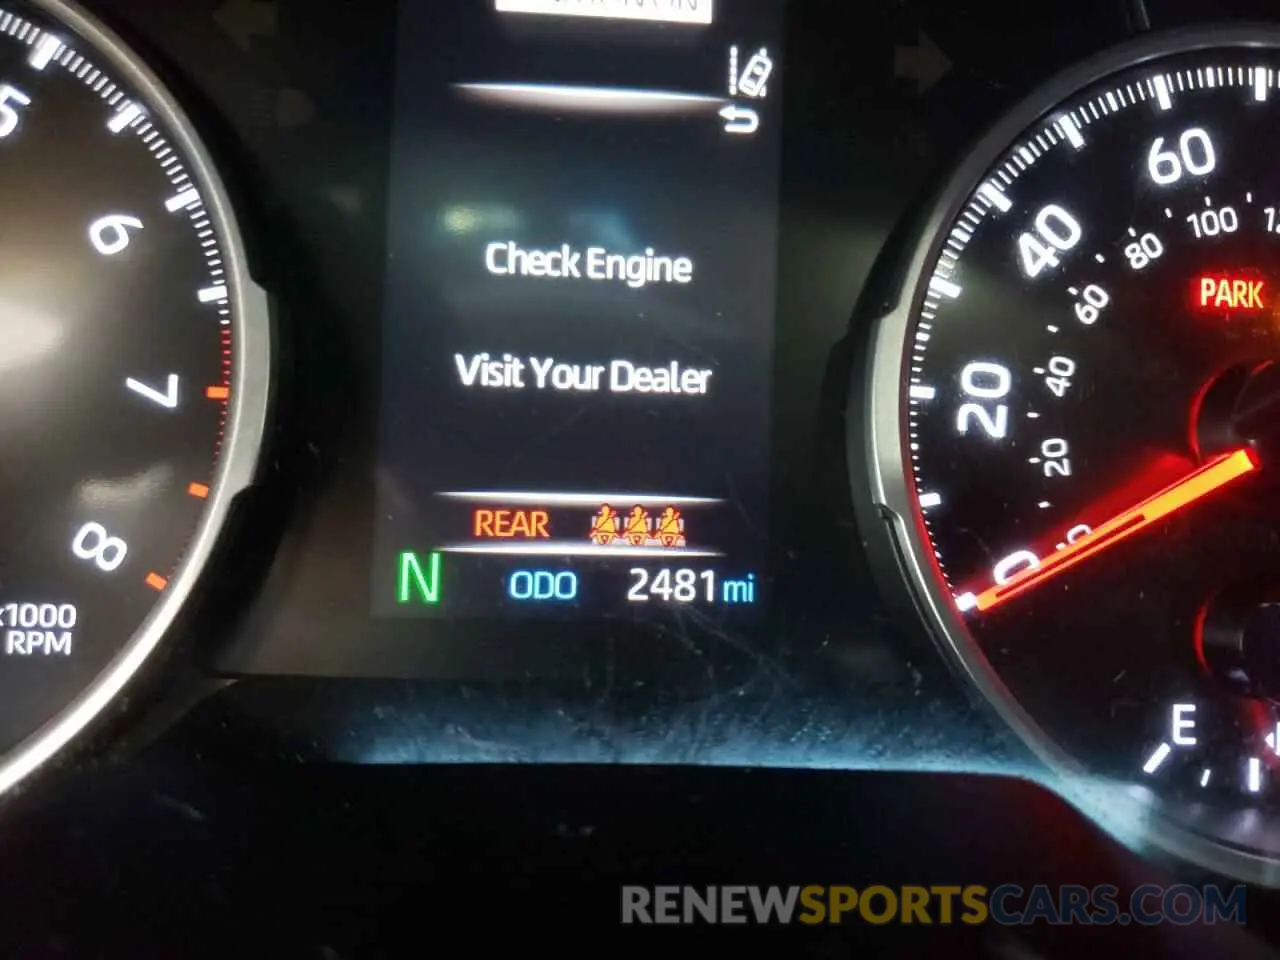 Check Engine
Visit Your Dealer
REAR
N ODO 2481 mi
5
6
7
8
x1000
RPM
0
20
40
60
20
40
60
80
100
PARK
E
RENEWSPORTSCARS.COM